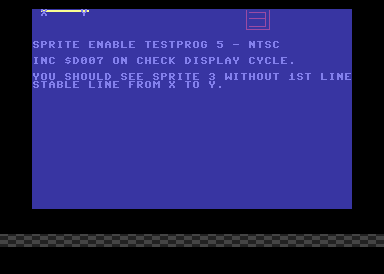 X Y
SPRITE ENABLE TESTPROG 5 - NTSC
INC $D007 ON CHECK DISPLAY CYCLE.
YOU SHOULD SEE SPRITE 3 WITHOUT 1ST LINE
STABLE LINE FROM X TO Y.